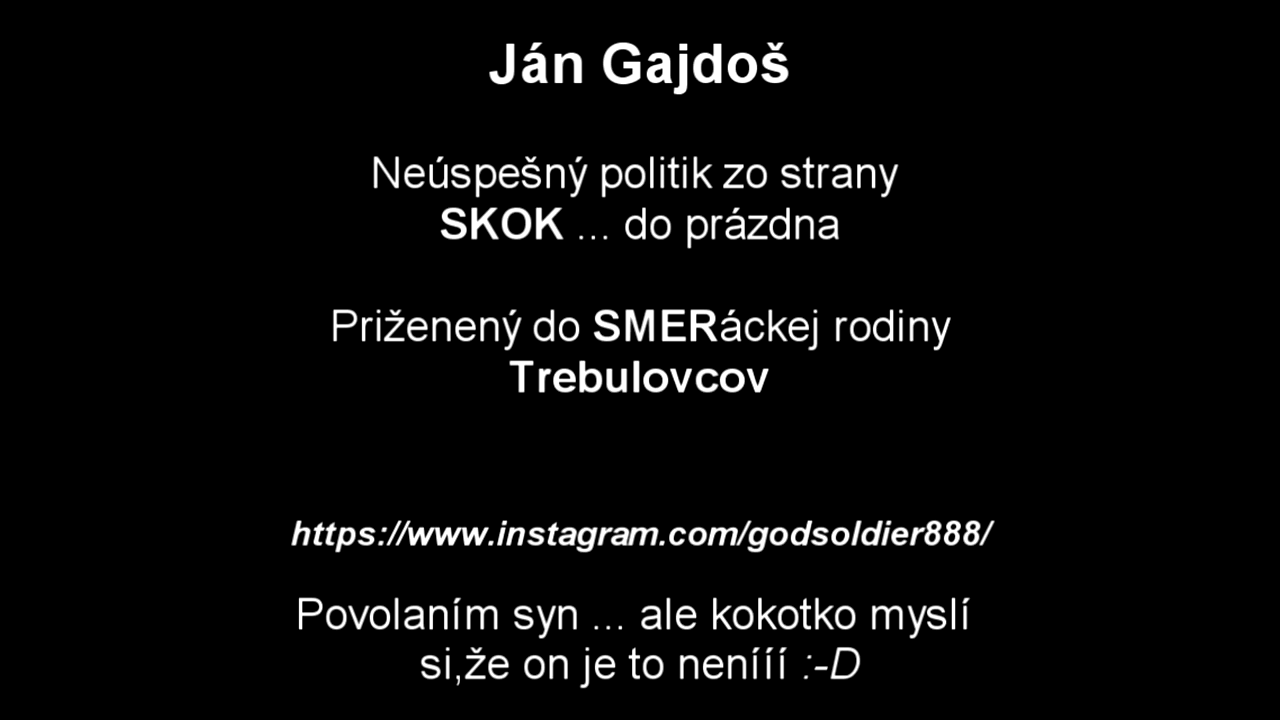 Ján Gajdoš
Neúspešný politik zo strany
SKOK ... do prázdna
Priženený do SMERáckej rodiny
Trebulovcov
https://www.instagram.com/godsoldier888/
Povolaním syn ... ale kokotko myslí
si,že on je to nenííí :-D